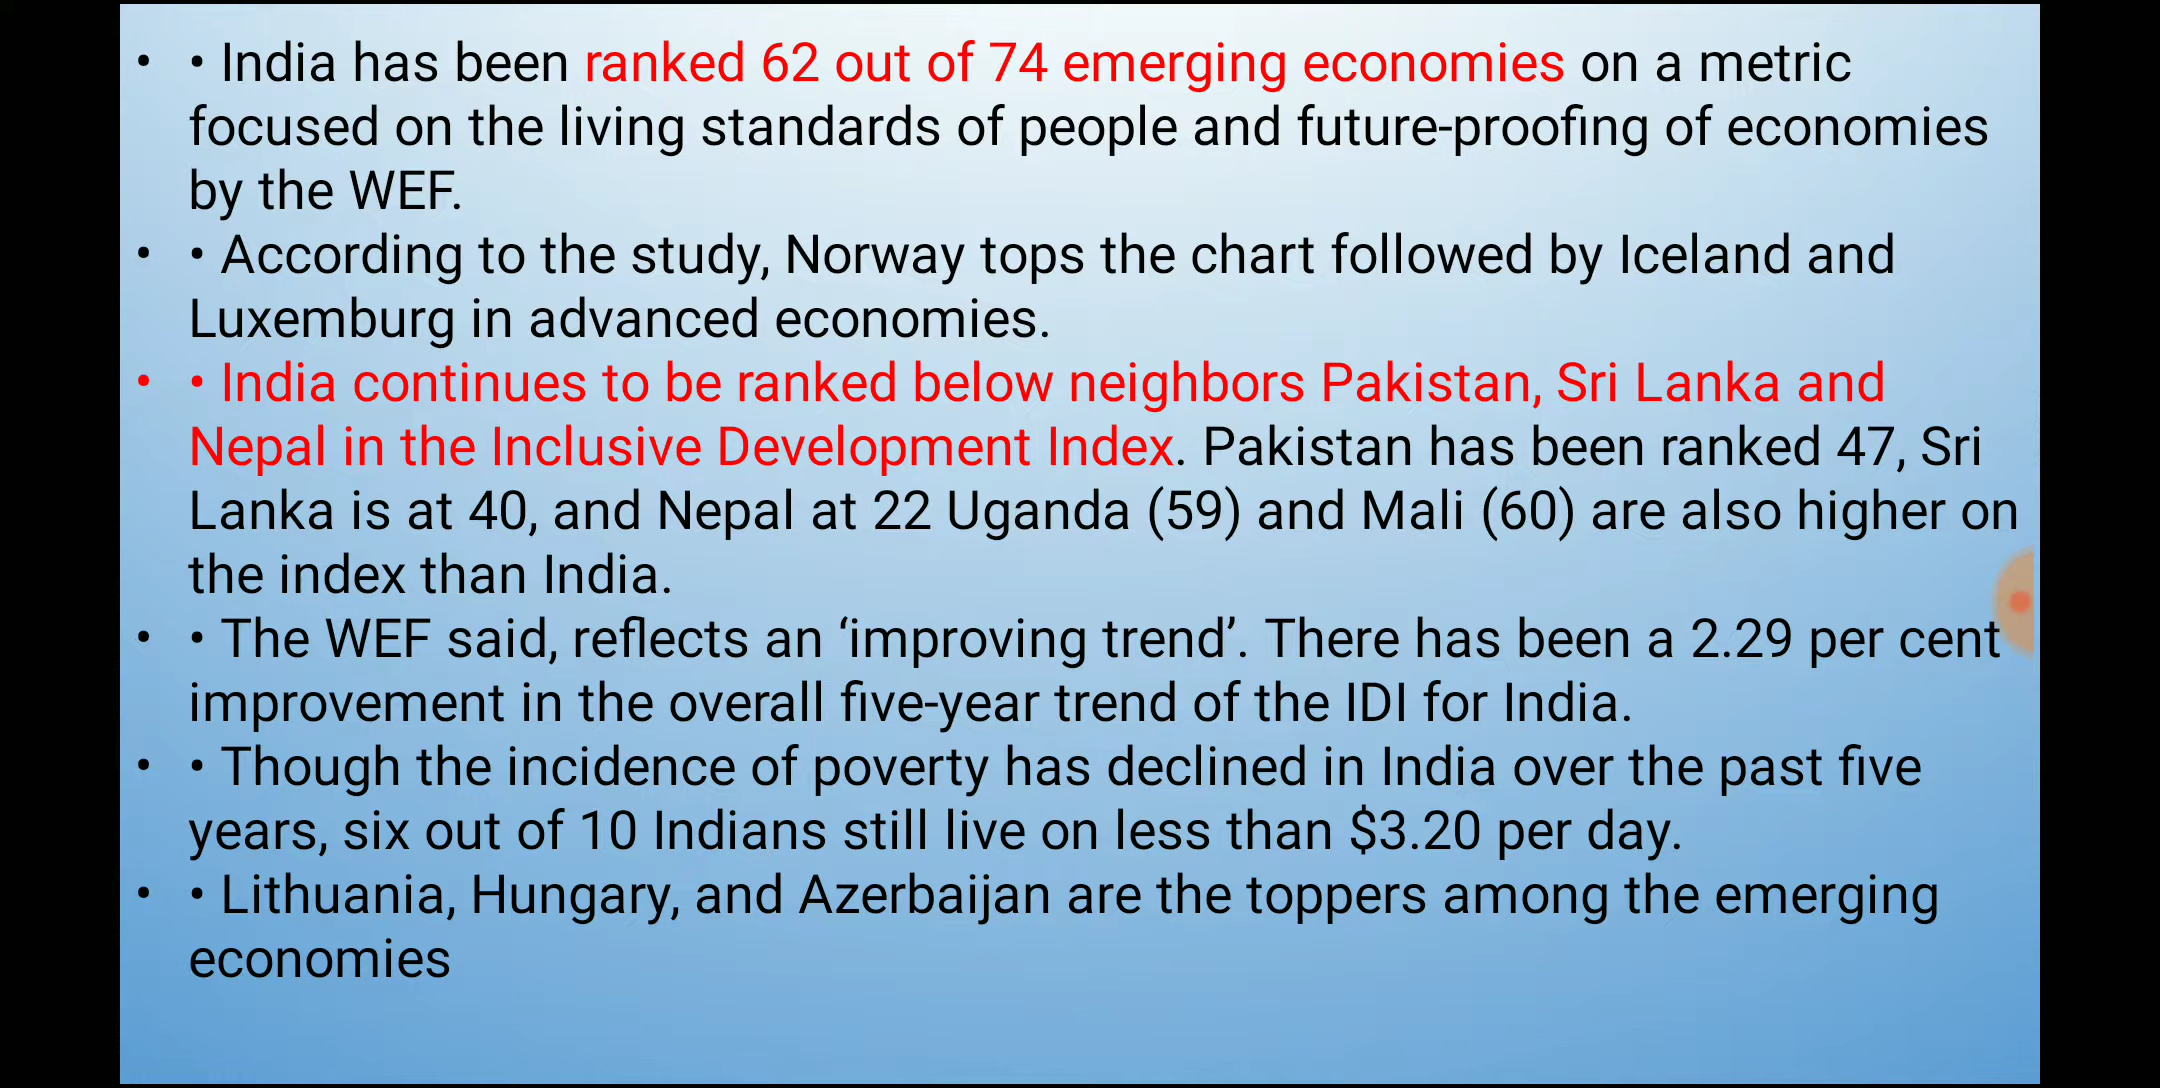 • • India has been ranked 62 out of 74 emerging economies on a metric
focused on the living standards of people and future-proofing of economies
by the WEF.
• • According to the study, Norway tops the chart followed by Iceland and
Luxemburg in advanced economies.
• • India continues to be ranked below neighbors Pakistan, Sri Lanka and
Nepal in the Inclusive Development Index. Pakistan has been ranked 47, Sri
Lanka is at 40, and Nepal at 22 Uganda (59) and Mali (60) are also higher on
the index than India.
• • The WEF said, reflects an ‘improving trend’. There has been a 2.29 per cent
improvement in the overall five-year trend of the IDI for India.
• • Though the incidence of poverty has declined in India over the past five
years, six out of 10 Indians still live on less than $3.20 per day.
• • Lithuania, Hungary, and Azerbaijan are the toppers among the emerging
economies